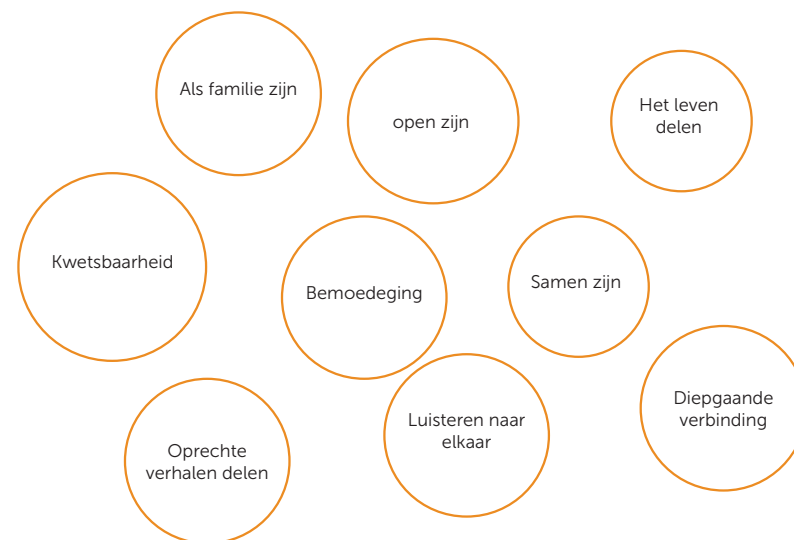 Als familie zijn
open zijn
Het leven
delen
Kwetsbaarheid
Bemoedeging
Samen zijn
Diepgaande
verbinding
Luisteren naar
elkaar
Oprechte
verhalen delen